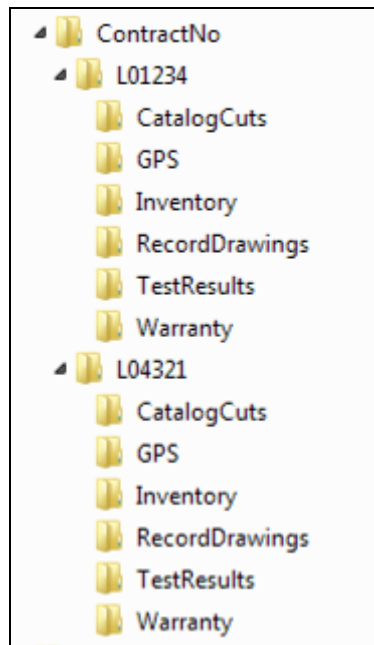 ContractNo
L01234
CatalogCuts
GPS
Inventory
RecordDrawings
TestResults
Warranty
L04321
CatalogCuts
GPS
Inventory
RecordDrawings
TestResults
Warranty